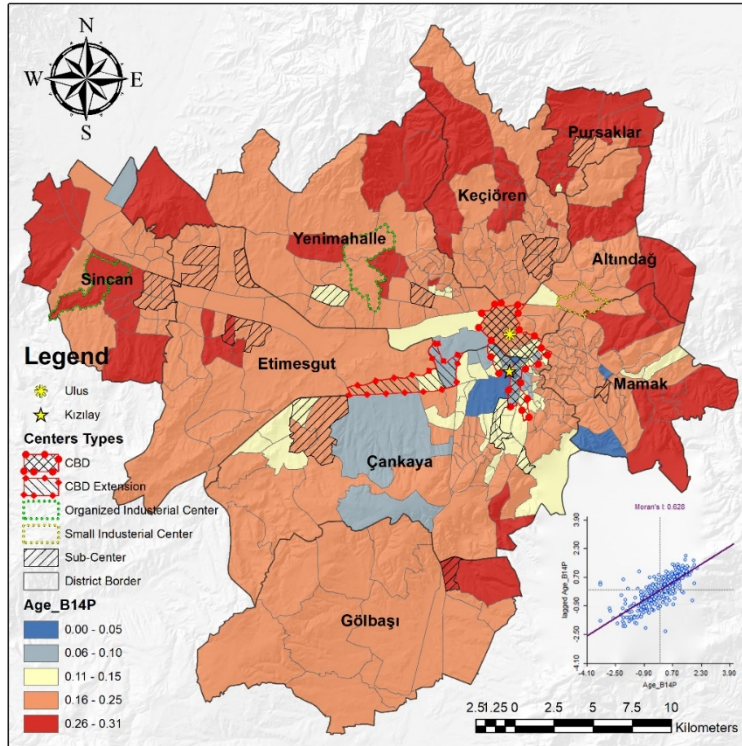 N
W
E
S
Pursaklar
Keçiören
Yenimahalle
Altındağ
Sincan
Etimesgut
Mamak
Çankaya
Gölbaşı
Legend
Ulus
Kızılay
Centers Types
CBD
CBD Extension
Organized Industerial Center
Small Industerial Center
Sub-Center
District Border
Age_B14P
0.00 - 0.05
0.06 - 0.10
0.11 - 0.15
0.16 - 0.25
0.26 - 0.31
Moran's I: 0.628
lagged Age_B14P
3.90
2.30
0.70
-0.90
-2.50
-4.10
-4.10 -2.50 -0.90 0.70 2.30 3.90
Age_B14P
2.5 1.25 0 2.5 5 7.5 10
Kilometers